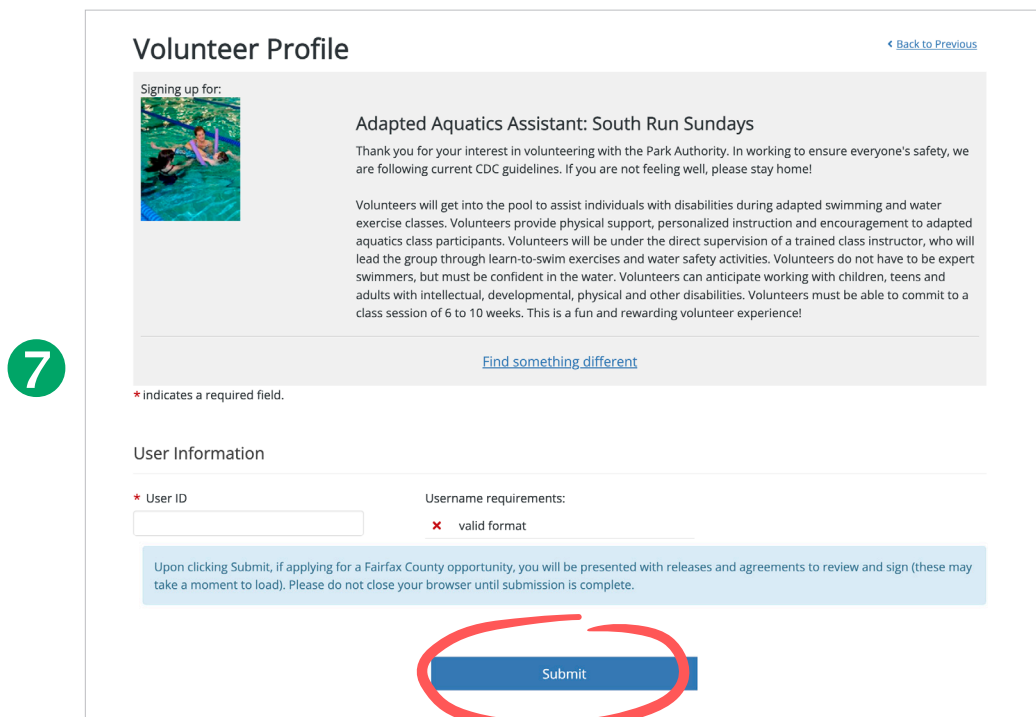 Volunteer Profile
Back to Previous
Signing up for:
Adapted Aquatics Assistant: South Run Sundays
Thank you for your interest in volunteering with the Park Authority. In working to ensure everyone's safety, we
are following current CDC guidelines. If you are not feeling well, please stay home!
Volunteers will get into the pool to assist individuals with disabilities during adapted swimming and water
exercise classes. Volunteers provide physical support, personalized instruction and encouragement to adapted
aquatics class participants. Volunteers will be under the direct supervision of a trained class instructor, who will
lead the group through learn-to-swim exercises and water safety activities. Volunteers do not have to be expert
swimmers, but must be confident in the water. Volunteers can anticipate working with children, teens and
adults with intellectual, developmental, physical and other disabilities. Volunteers must be able to commit to a
class session of 6 to 10 weeks. This is a fun and rewarding volunteer experience!
7
Find something different
* indicates a required field.
User Information
* User ID
Username requirements:
valid format
Upon clicking Submit, if applying for a Fairfax County opportunity, you will be presented with releases and agreements to review and sign (these may
take a moment to load). Please do not close your browser until submission is complete.
Submit